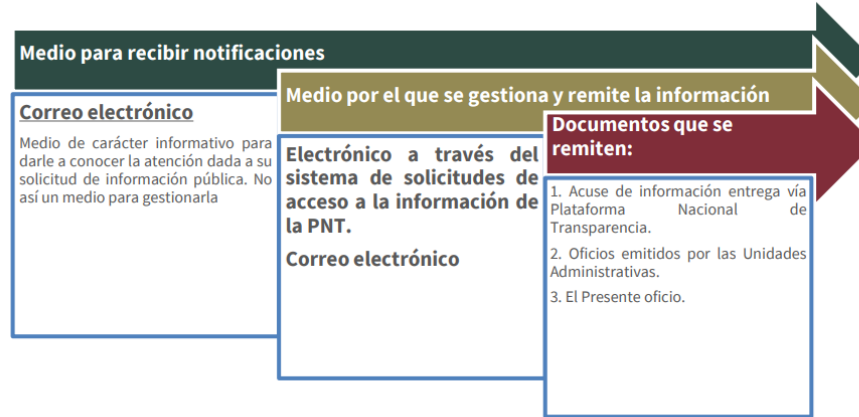 Medio para recibir notificaciones
Correo electrónico
Medio de carácter informativo para
darle a conocer la atención dada a su
solicitud de información pública. No
así un medio para gestionarla
Medio por el que se gestiona y remite la información
Electrónico a través del
sistema de solicitudes de
acceso a la información de
la PNT.
Correo electrónico
Documentos que se
remiten:
1. Acuse de información entrega vía
Plataforma Nacional de
Transparencia.
2. Oficios emitidos por las Unidades
Administrativas.
3. El Presente oficio.